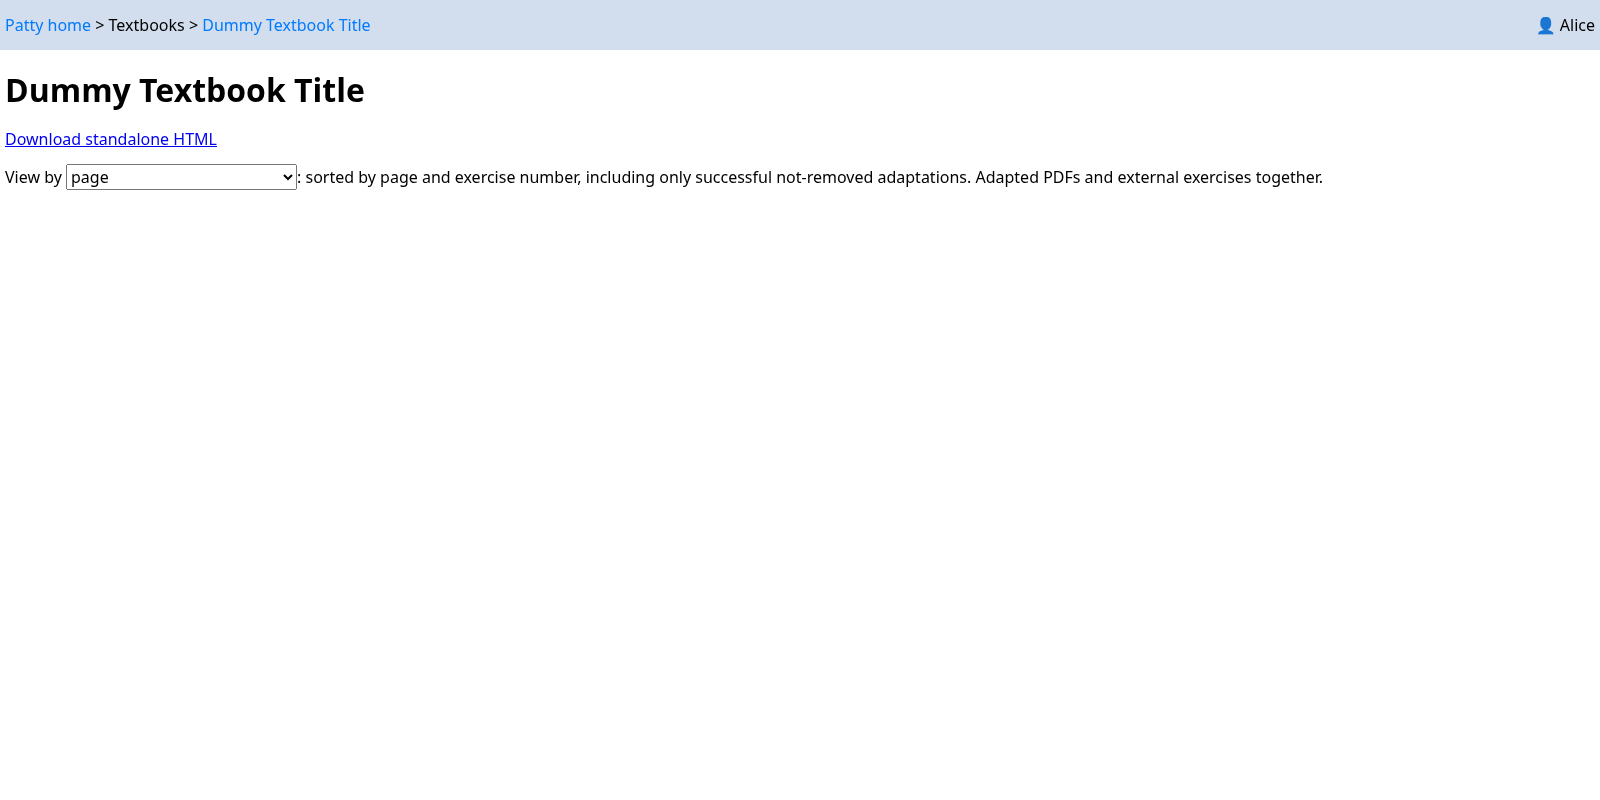 Patty home > Textbooks > Dummy Textbook Title
👤 Alice
Dummy Textbook Title
Download standalone HTML
View by page: sorted by page and exercise number, including only successful not-removed adaptations. Adapted PDFs and external exercises together.